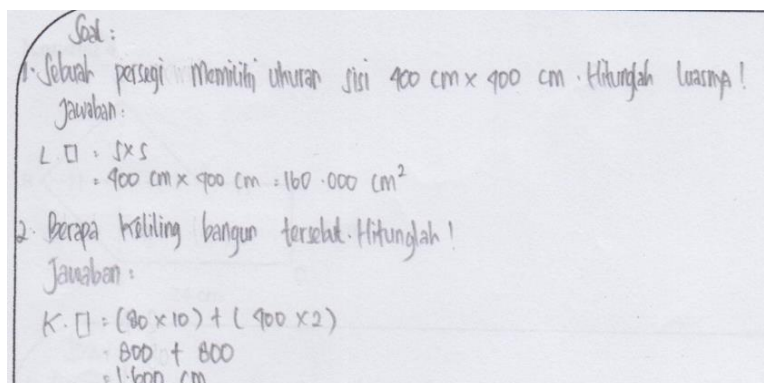 Soal :
1. Sebuah persegi memiliki ukuran sisi 400 cm x 400 cm . Hitunglah luasnya !
Jawaban :
L □ = s x s
= 400 cm x 400 cm = 160.000 cm²
2. Berapa keliling bangun tersebut. Hitunglah !
Jawaban :
K. □ = (80 x 10) + ( 400 x 2)
= 800 + 800
= 1.600 cm